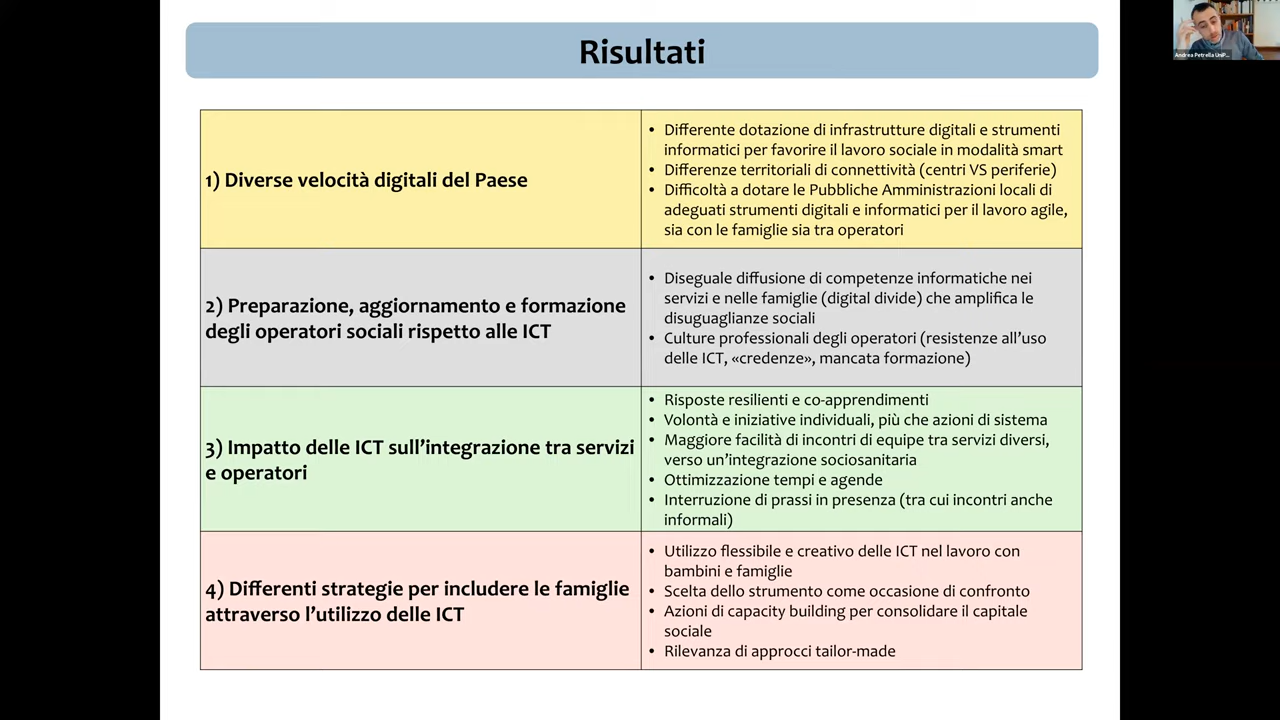 Risultati
Andrea Petrella UniP...
1) Diverse velocità digitali del Paese
• Differente dotazione di infrastrutture digitali e strumenti
informatici per favorire il lavoro sociale in modalità smart
• Differenze territoriali di connettività (centri VS periferie)
• Difficoltà a dotare le Pubbliche Amministrazioni locali di
adeguati strumenti digitali e informatici per il lavoro agile,
sia con le famiglie sia tra operatori
2) Preparazione, aggiornamento e formazione
degli operatori sociali rispetto alle ICT
• Diseguale diffusione di competenze informatiche nei
servizi e nelle famiglie (digital divide) che amplifica le
disuguaglianze sociali
• Culture professionali degli operatori (resistenze all’uso
delle ICT, «credenze», mancata formazione)
3) Impatto delle ICT sull’integrazione tra servizi
e operatori
• Risposte resilienti e co-apprendimenti
• Volontà e iniziative individuali, più che azioni di sistema
• Maggiore facilità di incontri di equipe tra servizi diversi,
verso un’integrazione sociosanitaria
• Ottimizzazione tempi e agende
• Interruzione di prassi in presenza (tra cui incontri anche
informali)
4) Differenti strategie per includere le famiglie
attraverso l’utilizzo delle ICT
• Utilizzo flessibile e creativo delle ICT nel lavoro con
bambini e famiglie
• Scelta dello strumento come occasione di confronto
• Azioni di capacity building per consolidare il capitale
sociale
• Rilevanza di approcci tailor-made